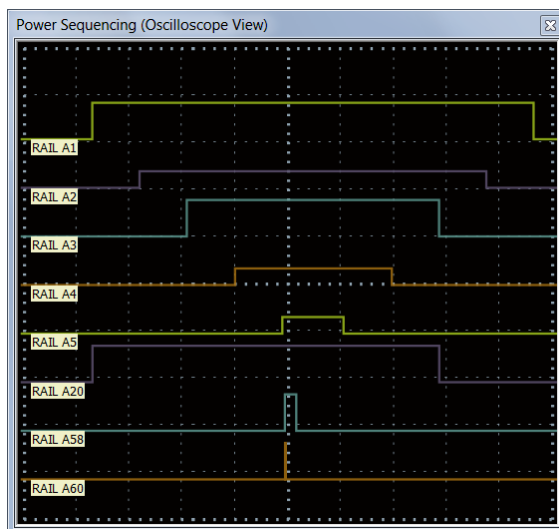 Power Sequencing (Oscilloscope View)
RAIL A1
RAIL A2
RAIL A3
RAIL A4
RAIL A5
RAIL A20
RAIL A58
RAIL A60